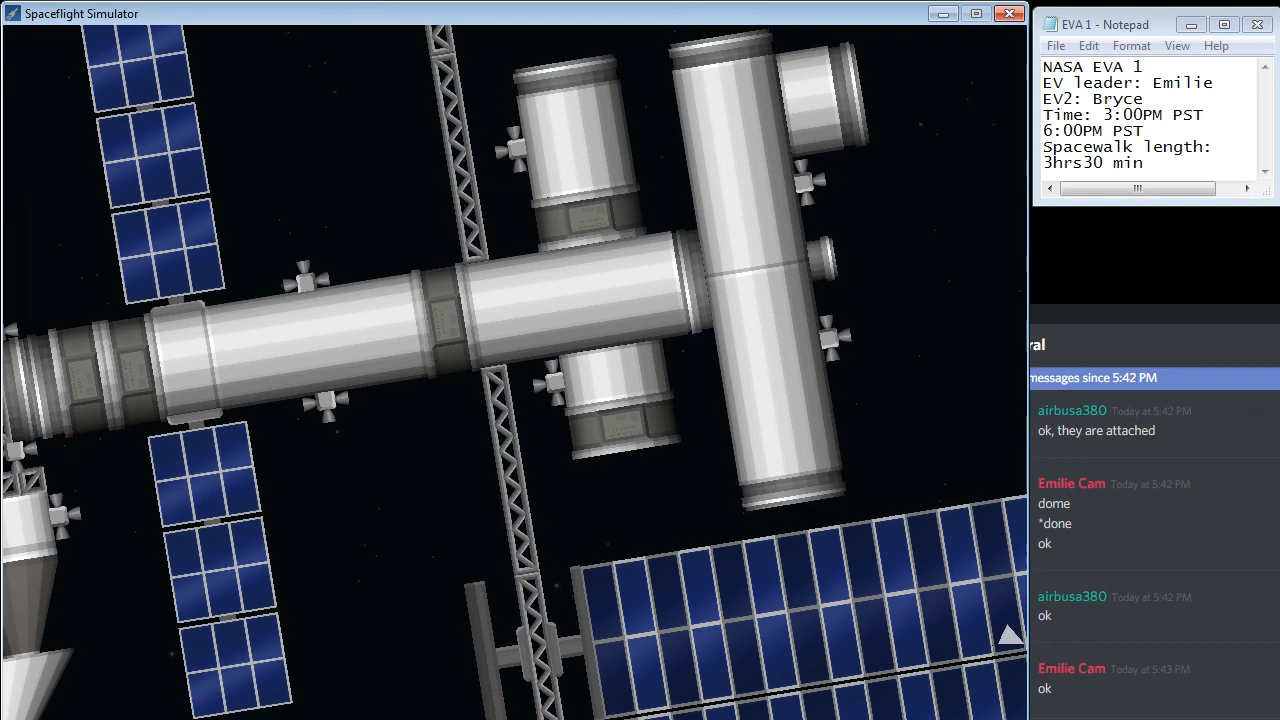 Spaceflight Simulator
EVA 1 - Notepad
File Edit Format View Help
NASA EVA 1
EV leader: Emilie
EV2: Bryce
Time: 3:00PM PST
6:00PM PST
Spacewalk length:
3hrs30 min
ral
messages since 5:42 PM
airbusa380 Today at 5:42 PM
ok, they are attached
Emilie Cam Today at 5:42 PM
dome
*done
ok
airbusa380 Today at 5:42 PM
ok
Emilie Cam Today at 5:43 PM
ok